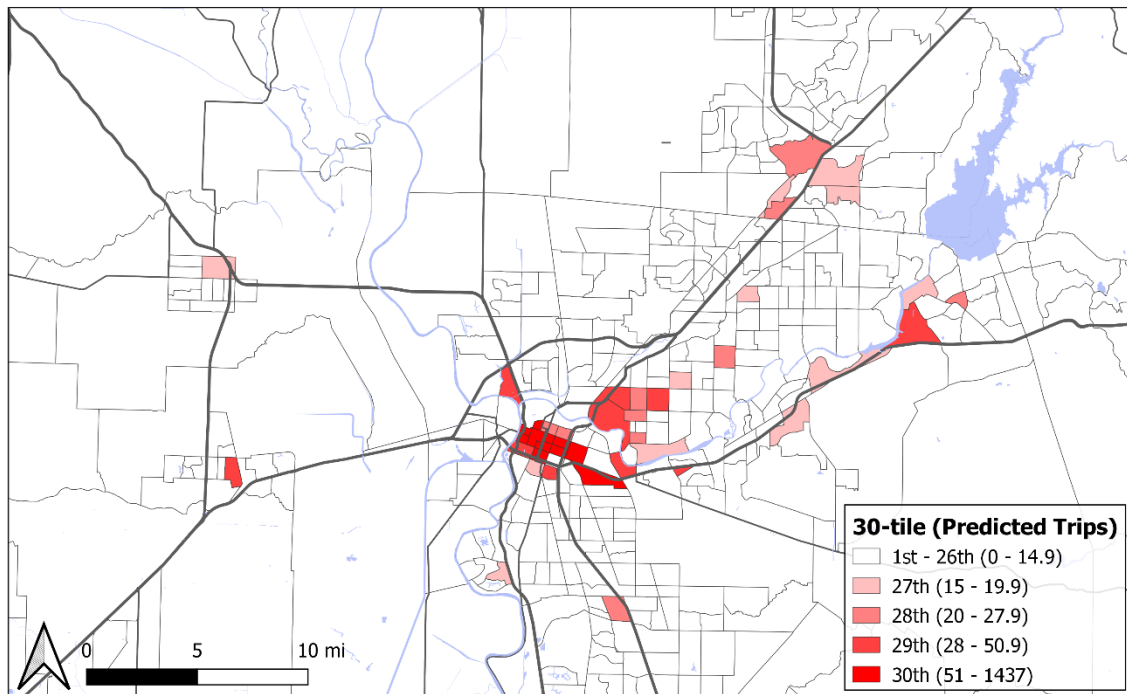 30-tile (Predicted Trips)
1st - 26th (0 - 14.9)
27th (15 - 19.9)
28th (20 - 27.9)
29th (28 - 50.9)
30th (51 - 1437)
0 5 10 mi